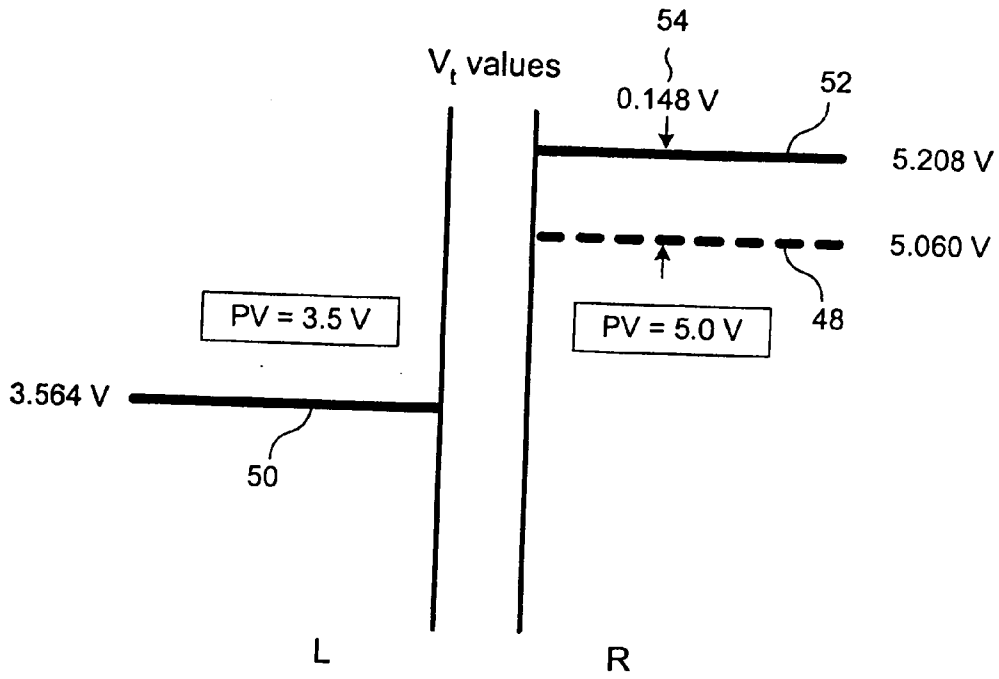 54
V_t values
0.148 V
52
5.208 V
5.060 V
PV = 3.5 V
PV = 5.0 V
48
3.564 V
50
L
R